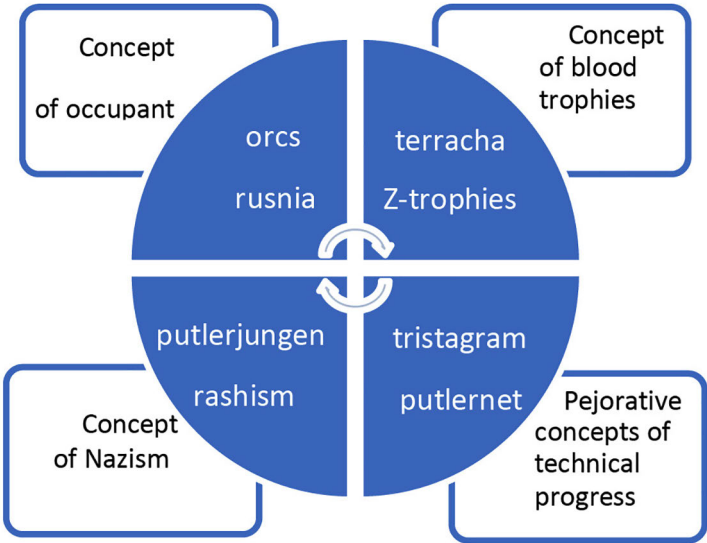 Concept
of occupant
Concept
of blood
trophies
orcs
rusnia
terracha
Z-trophies
putlerjungen
rashism
tristagram
putlernet
Concept
of Nazism
Pejorative
concepts of
technical
progress